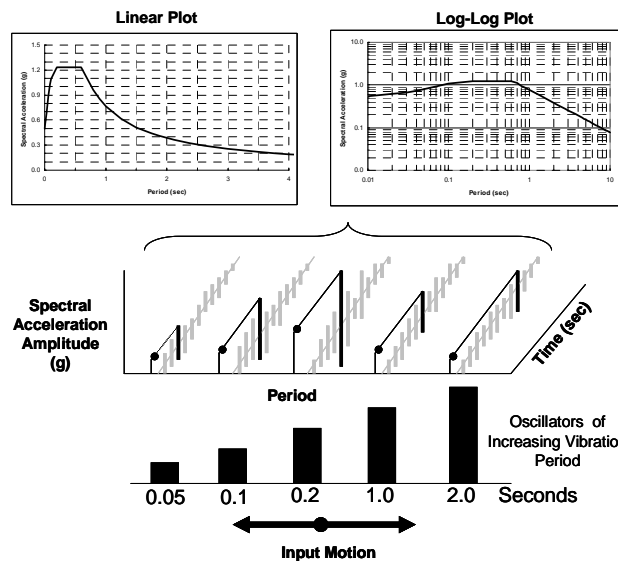 Linear Plot
Log-Log Plot
Spectral Acceleration (g)
1.5
1.2
0.9
0.6
0.3
0.0
0
1
2
3
4
Period (sec)
Spectral Acceleration (g)
10.0
1.0
0.1
0.0
0.01
0.1
1
10
Period (sec)
Spectral
Acceleration
Amplitude
(g)
Time (sec)
Period
Oscillators of
Increasing Vibratio
Period
0.05
0.1
0.2
1.0
2.0
Seconds
Input Motion